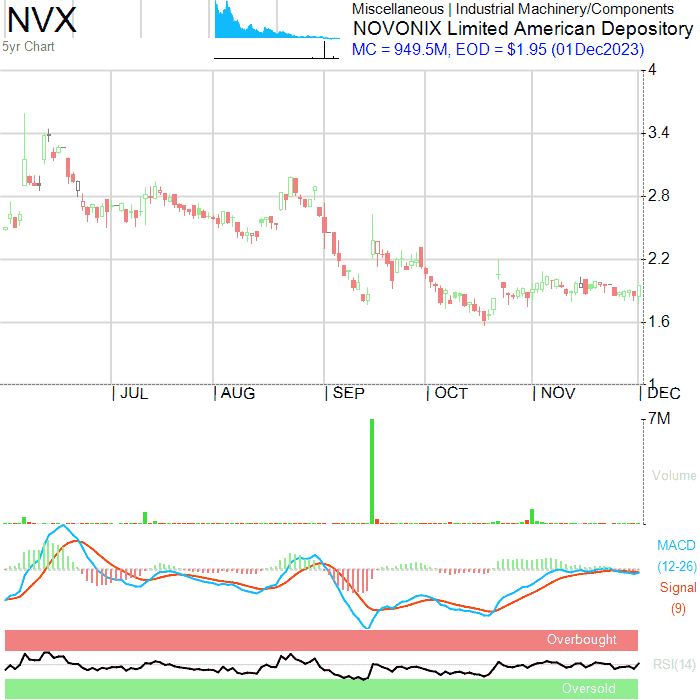 NVX
5yr Chart
Miscellaneous | Industrial Machinery/Components
NOVONIX Limited American Depository
MC = 949.5M, EOD = $1.95 (01Dec2023)
4
3.4
2.8
2.2
1.6
1
JUL
AUG
SEP
OCT
NOV
DEC
7M
Volume
MACD
(12-26)
Signal
(9)
Overbought
RSI(14)
Oversold